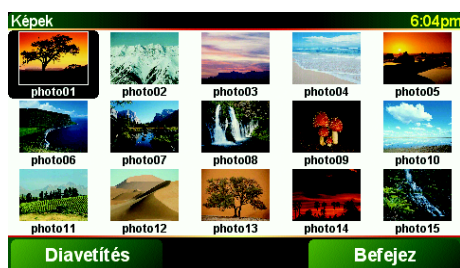 Képek 6:04pm
photo01 photo02 photo03 photo04 photo05
photo06 photo07 photo08 photo09 photo10
photo11 photo12 photo13 photo14 photo15
Diavetítés Befejez